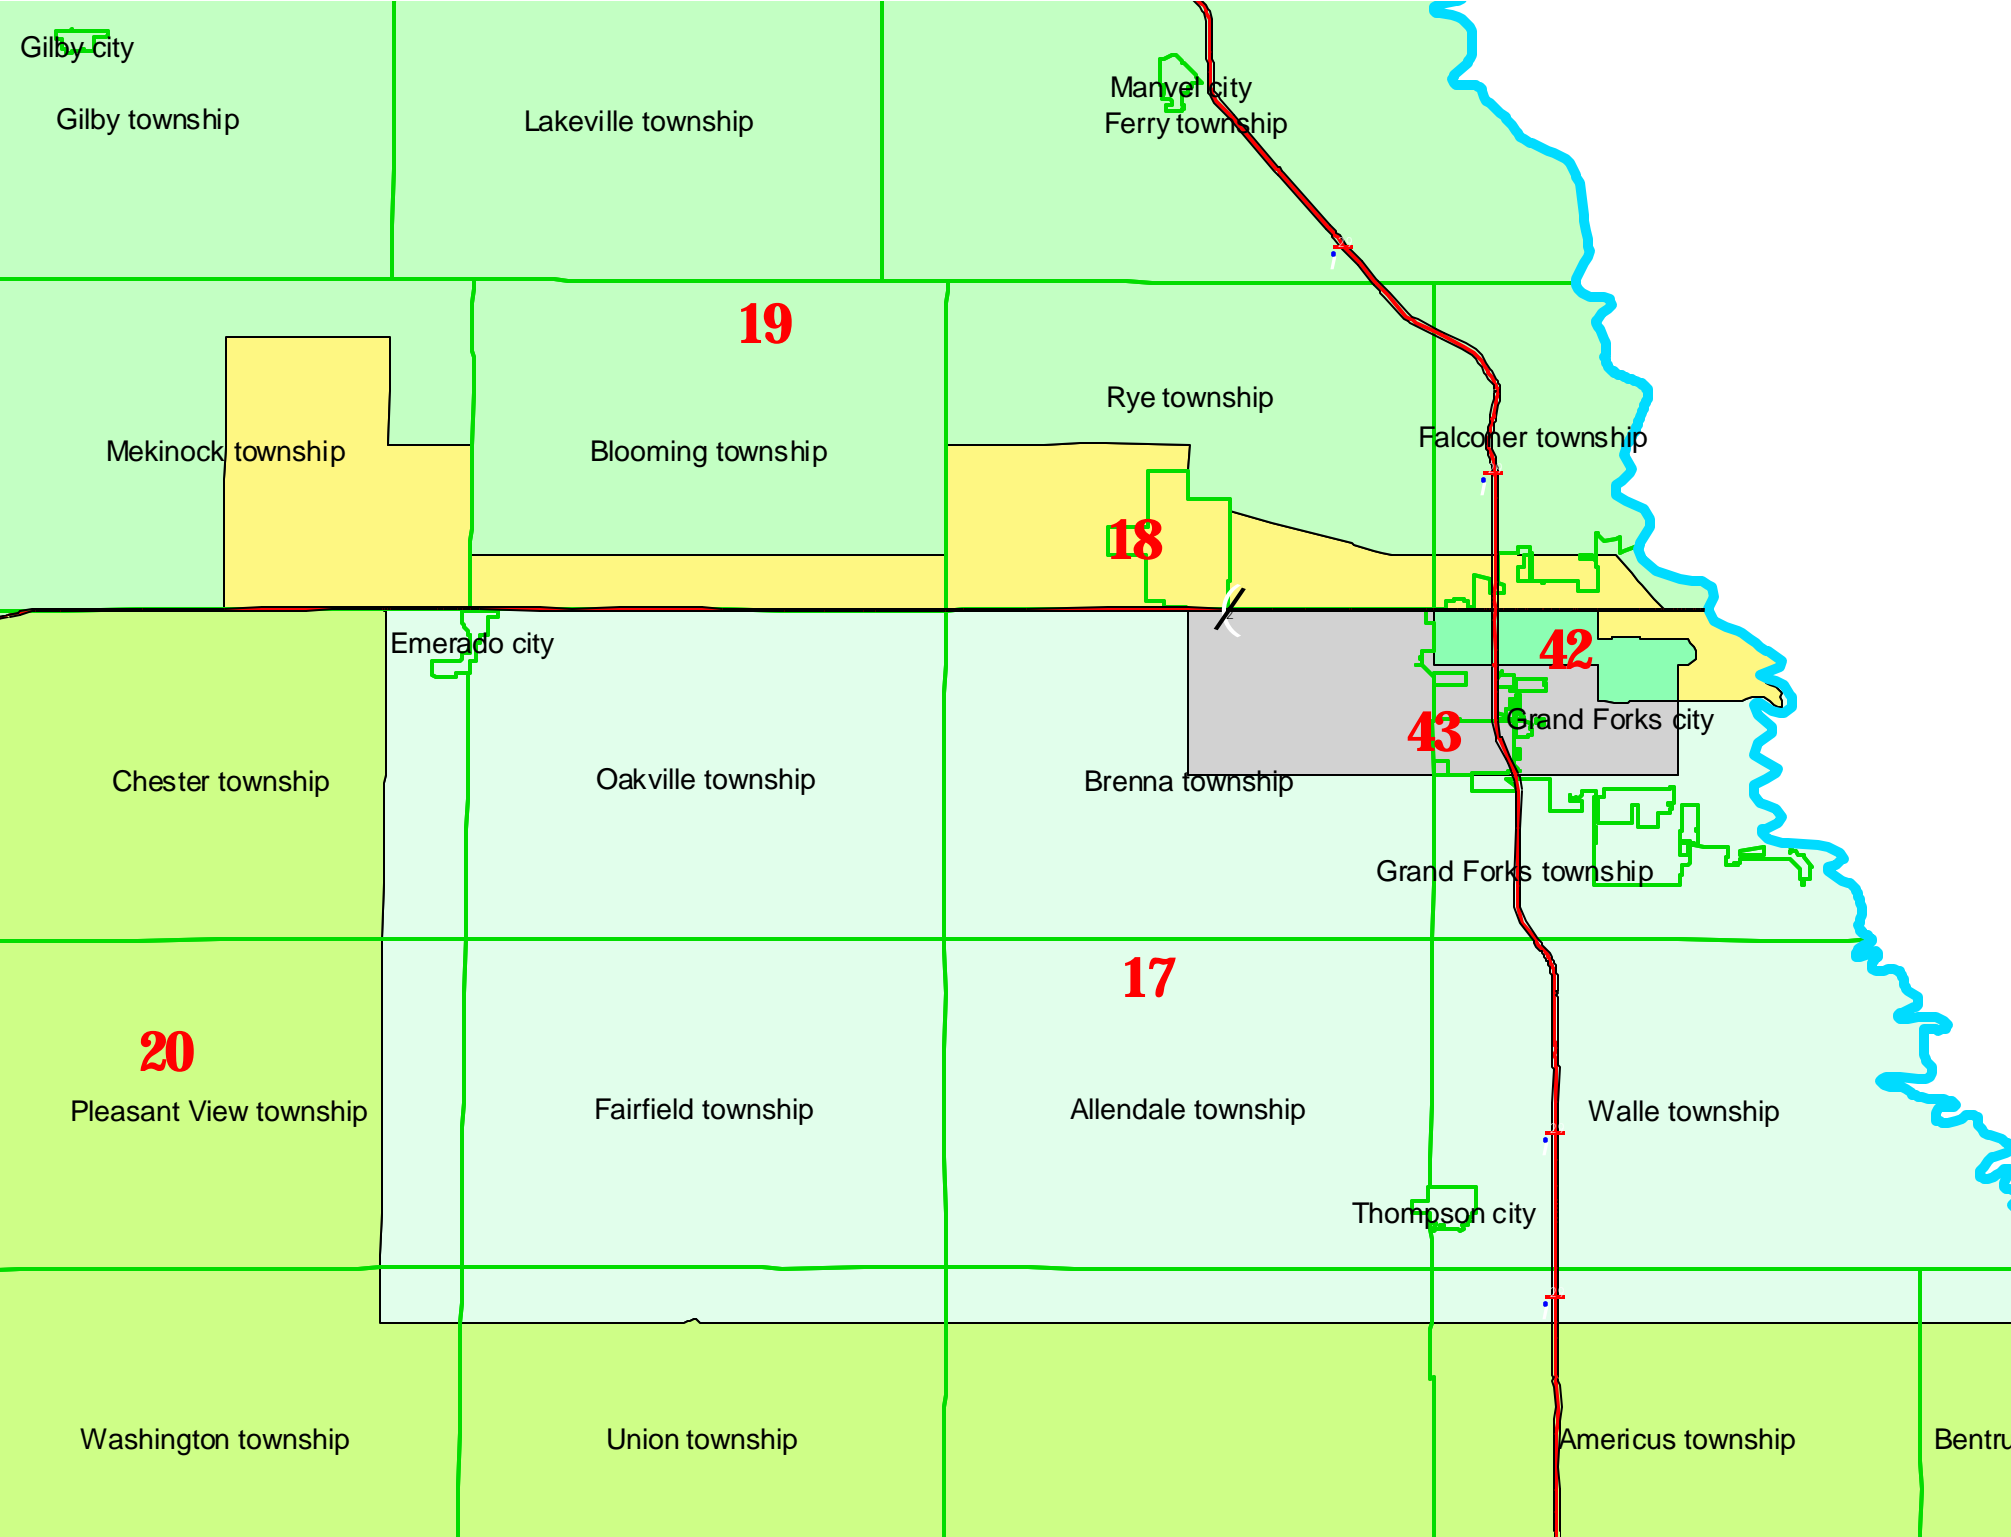 Gilby city
Manvel city
Gilby township
Lakeville township
Ferry township
19
Rye township
Mekinock township
Blooming township
Falconer township
18
Emerado city
42
Grand Forks city
43
Chester township
Oakville township
Brenna township
Grand Forks township
17
20
Pleasant View township
Fairfield township
Allendale township
Walle township
Thompson city
Washington township
Union township
Americus township
Bentru